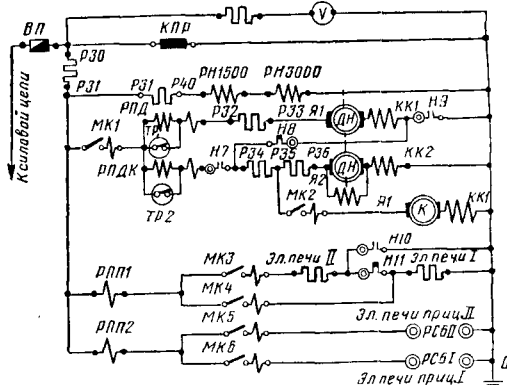 V
ВП
КПР
К силовой цепи
Р30
Р31
Р31 Р40 РН1500 РН3000
РПД
Р32 Р33 Я1 ДН КК1 Н3
МК1
ТР1
Н8
РПДК
Н7 Р34 Р35 Р36 ДН КК2
Я2
ТР2
МК2 Я1 К КК1
Н10
МК3 Эл.печи II Н11 Эл печи I
РПП1
МК4
Эл. печи приц.II
МК5 РСбII
РПП2
МК6 РСбI
Эл печи приц.I